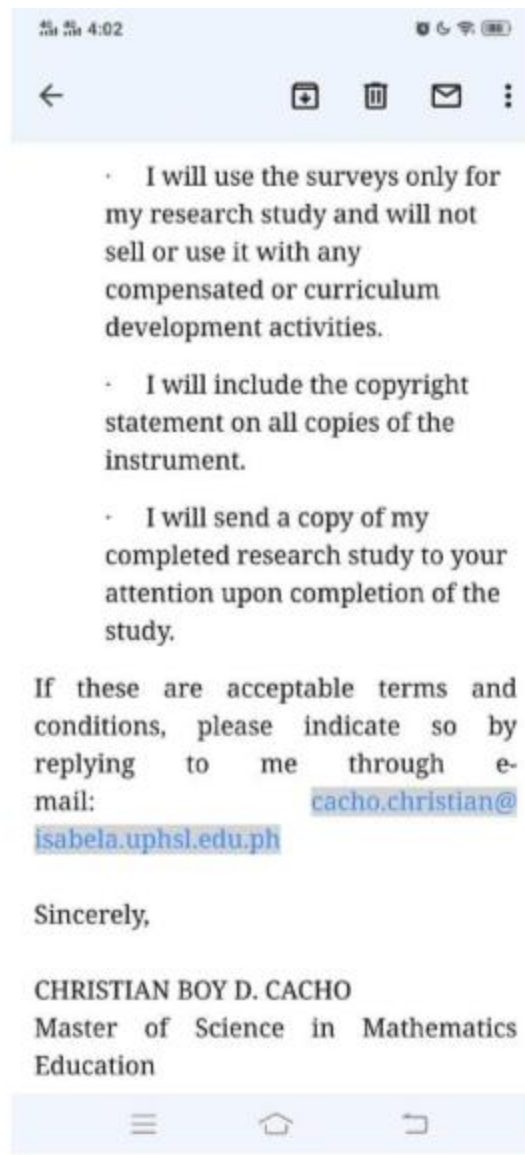 4:02
· I will use the surveys only for
my research study and will not
sell or use it with any
compensated or curriculum
development activities.
· I will include the copyright
statement on all copies of the
instrument.
· I will send a copy of my
completed research study to your
attention upon completion of the
study.
If these are acceptable terms and
conditions, please indicate so by
replying to me through e-
mail: cacho.christian@
isabela.uphsl.edu.ph
Sincerely,
CHRISTIAN BOY D. CACHO
Master of Science in Mathematics
Education